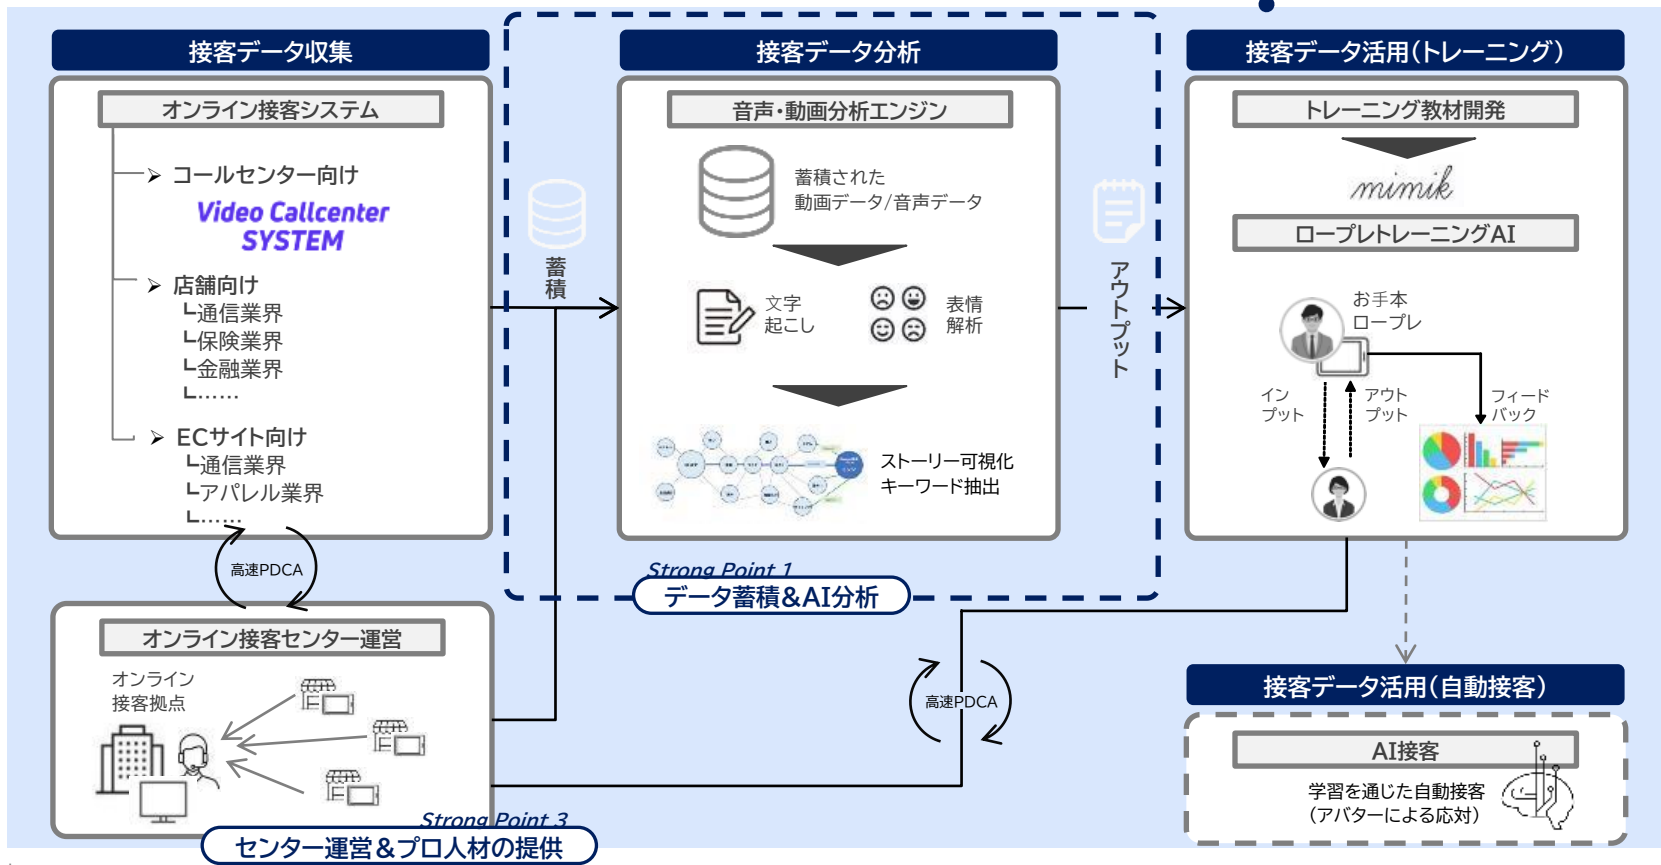 接客データ収集
オンライン接客システム
➢ コールセンター向け
Video Callcenter
SYSTEM
➢ 店舗向け
┗通信業界
┗保険業界
┗金融業界
┗……
➢ ECサイト向け
┗通信業界
┗アパレル業界
┗……
高速PDCA
オンライン接客センター運営
オンライン
接客拠点
Strong Point 3
センター運営&プロ人材の提供
蓄積
接客データ分析
音声・動画分析エンジン
蓄積された
動画データ/音声データ
文字
起こし
表情
解析
ストーリー可視化
キーワード抽出
Strong Point 1
データ蓄積&AI分析
アウトプット
高速PDCA
接客データ活用(トレーニング)
トレーニング教材開発
mimik
ロープレトレーニングAI
お手本
ロープレ
イン
プット
アウト
プット
フィード
バック
接客データ活用(自動接客)
AI接客
学習を通じた自動接客
(アバターによる応対)